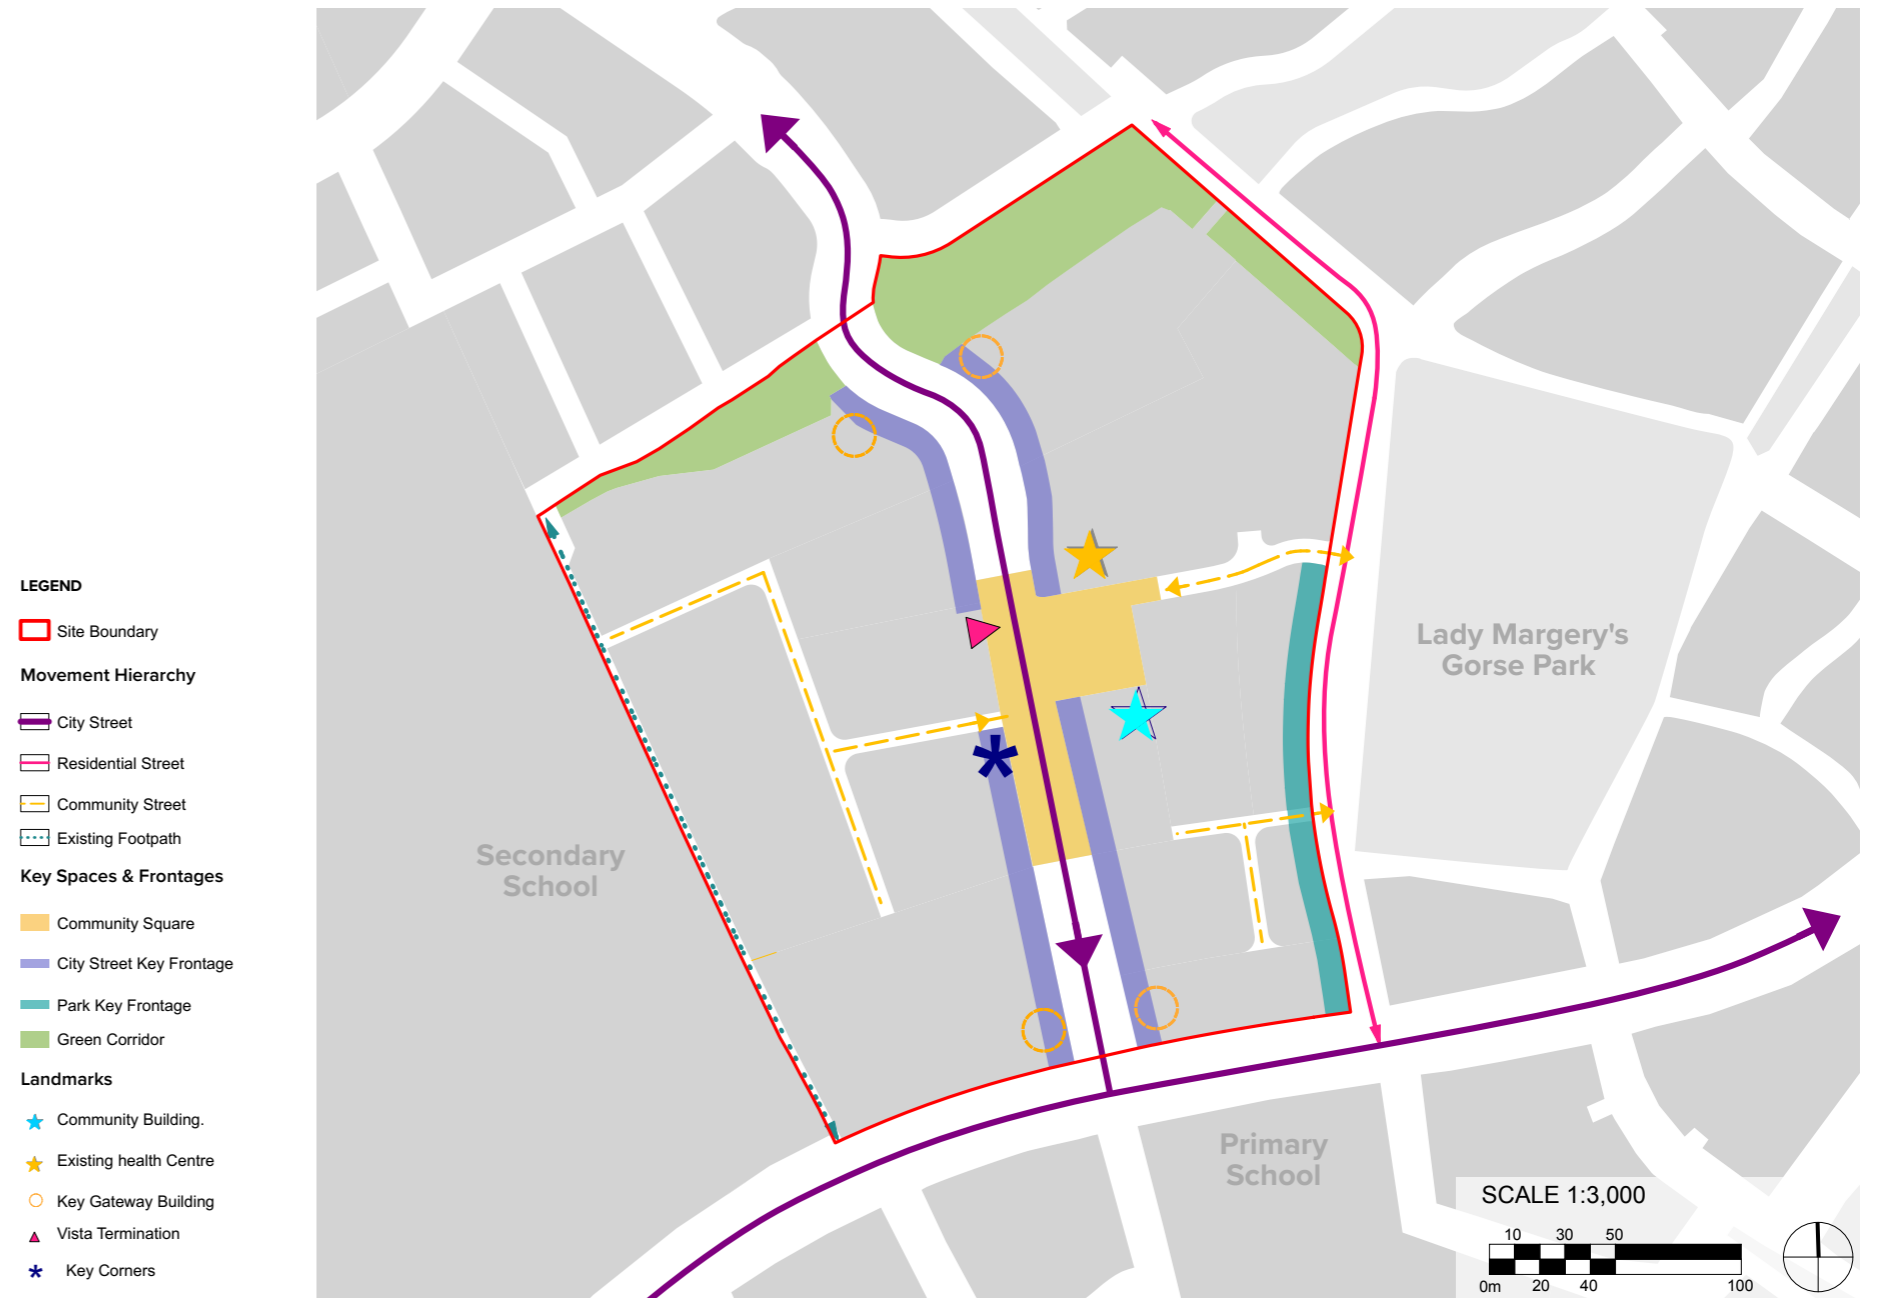 LEGEND
Site Boundary
Movement Hierarchy
City Street
Residential Street
Community Street
Existing Footpath
Key Spaces & Frontages
Community Square
City Street Key Frontage
Park Key Frontage
Green Corridor
Landmarks
Community Building.
Existing health Centre
Key Gateway Building
Vista Termination
Key Corners
Secondary
School
Lady Margery's
Gorse Park
Primary
School
SCALE 1:3,000
10 30 50
0m 20 40 100